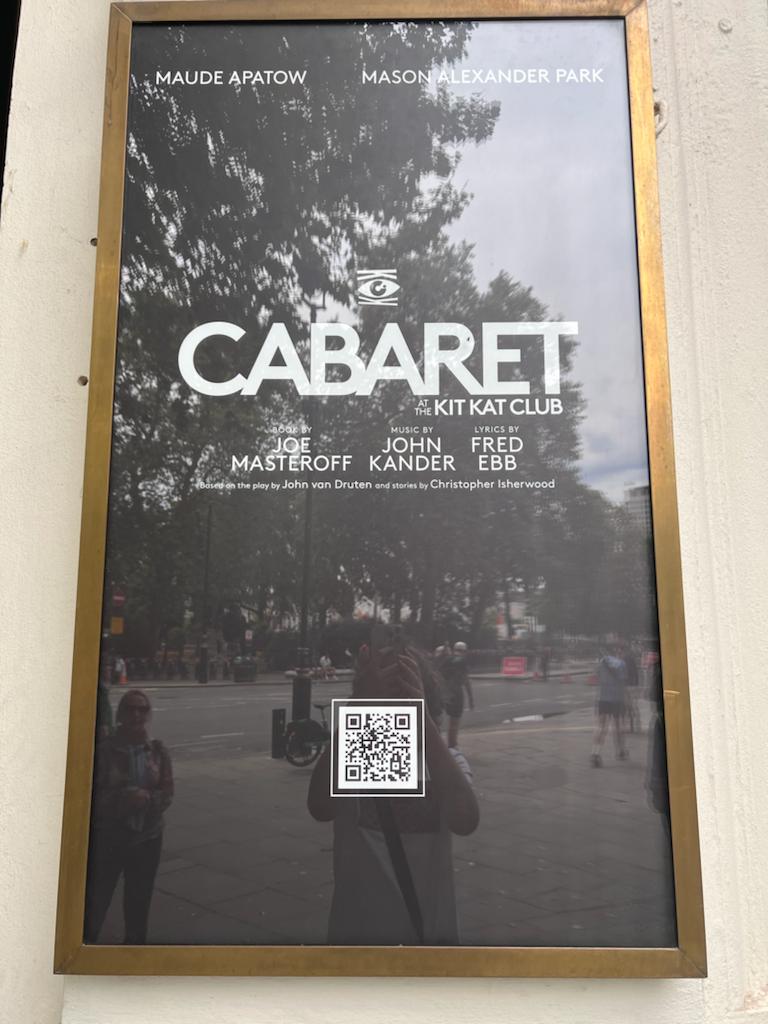 MAUDE APATOW MASON ALEXANDER PARK
CABARET
AT THE KIT KAT CLUB
BOOK BY MUSIC BY LYRICS BY
JOE JOHN FRED
MASTEROFF KANDER EBB
Based on the play by John van Druten and stories by Christopher Isherwood